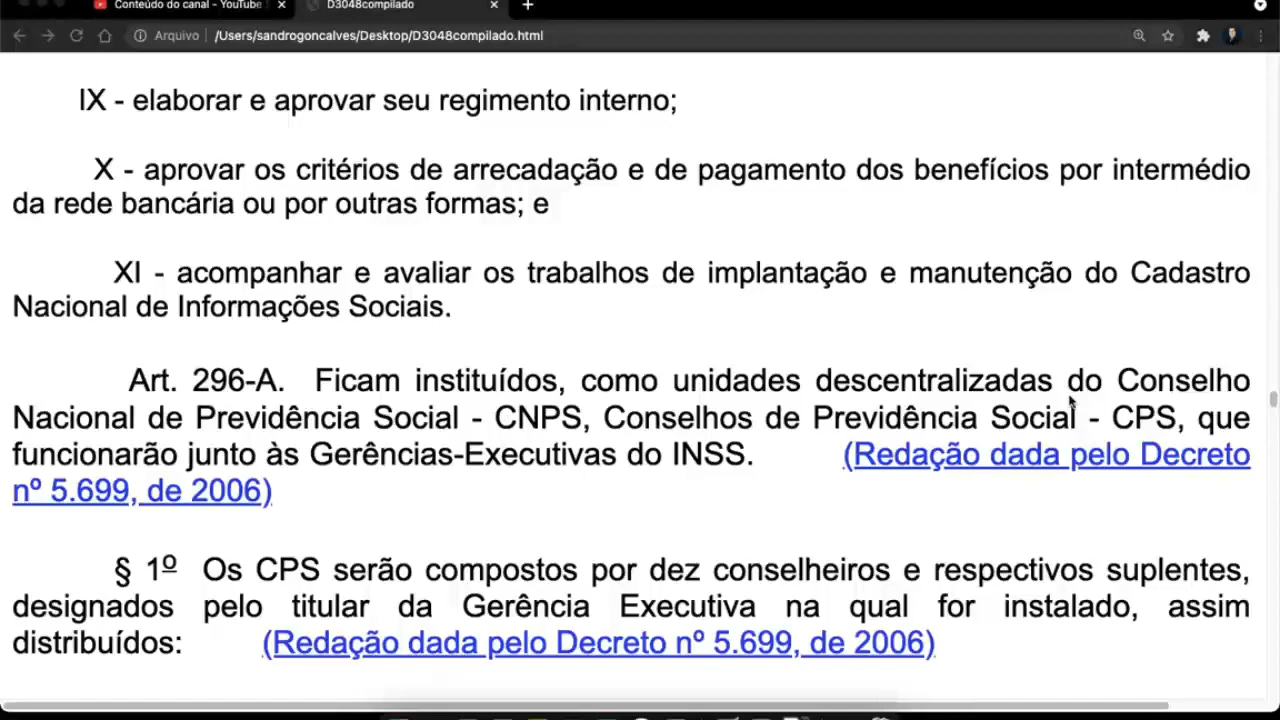 Conteúdo do canal - YouTube
D3048compilado
Arquivo /Users/sandrogoncalves/Desktop/D3048compilado.html
IX - elaborar e aprovar seu regimento interno;
X - aprovar os critérios de arrecadação e de pagamento dos benefícios por intermédio
da rede bancária ou por outras formas; e
XI - acompanhar e avaliar os trabalhos de implantação e manutenção do Cadastro
Nacional de Informações Sociais.
Art. 296-A. Ficam instituídos, como unidades descentralizadas do Conselho
Nacional de Previdência Social - CNPS, Conselhos de Previdência Social - CPS, que
funcionarão junto às Gerências-Executivas do INSS. (Redação dada pelo Decreto
nº 5.699, de 2006)
§ 1º Os CPS serão compostos por dez conselheiros e respectivos suplentes,
designados pelo titular da Gerência Executiva na qual for instalado, assim
distribuídos: (Redação dada pelo Decreto nº 5.699, de 2006)